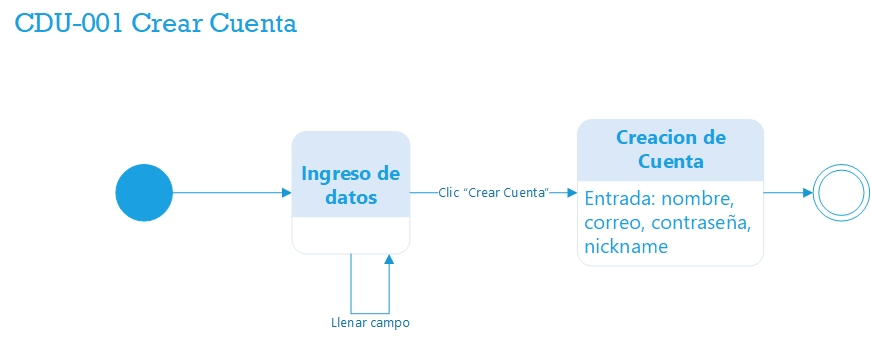 CDU-001 Crear Cuenta
Ingreso de
datos
Clic “Crear Cuenta”
Creacion de
Cuenta
Entrada: nombre,
correo, contraseña,
nickname
Llenar campo